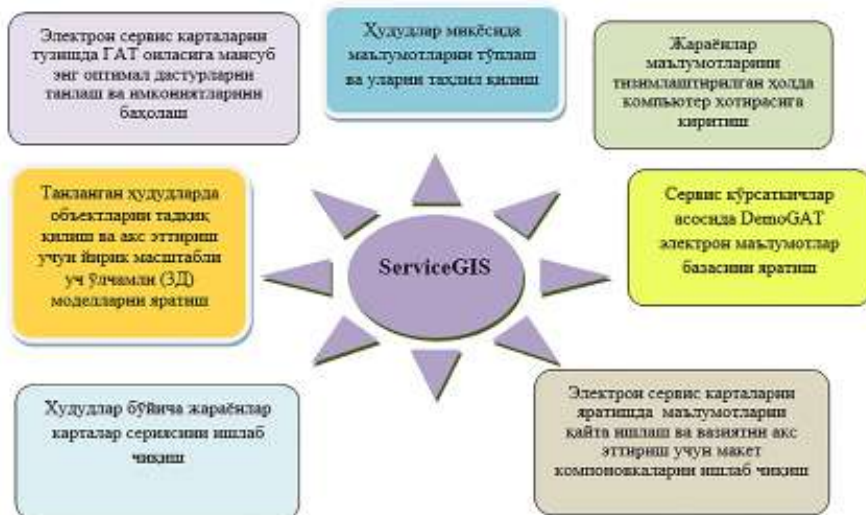 Электрон сервис карталарни
тузишда ГАТ оиласига мансуб
энг оптимал дастурларни
танлаш ва имкониятларини
баҳолаш
Ҳудудлар миқёсида
маълумотларни тўплаш
ва уларни таҳлил қилиш
Жараёнлар
маълумотларини
тизимлаштирилган ҳолда
компьютер хотирасига
киритиш
Танланган ҳудудларда
объектларни тадқиқ
қилиш ва акс эттириш
учун йирик масштабли
уч ўлчамли (3Д)
моделларни яратиш
ServiceGIS
Сервис кўрсаткичлар
асосида DemoGAT
электрон маълумотлар
базасини яратиш
Ҳудудлар бўйича жараёнлар
карталар сериясини ишлаб
чиқиш
Электрон сервис карталарни
яратишда маълумотларни
қайта ишлаш ва вазиятни акс
эттириш учун макет
компоновкаларни ишлаб чиқиш